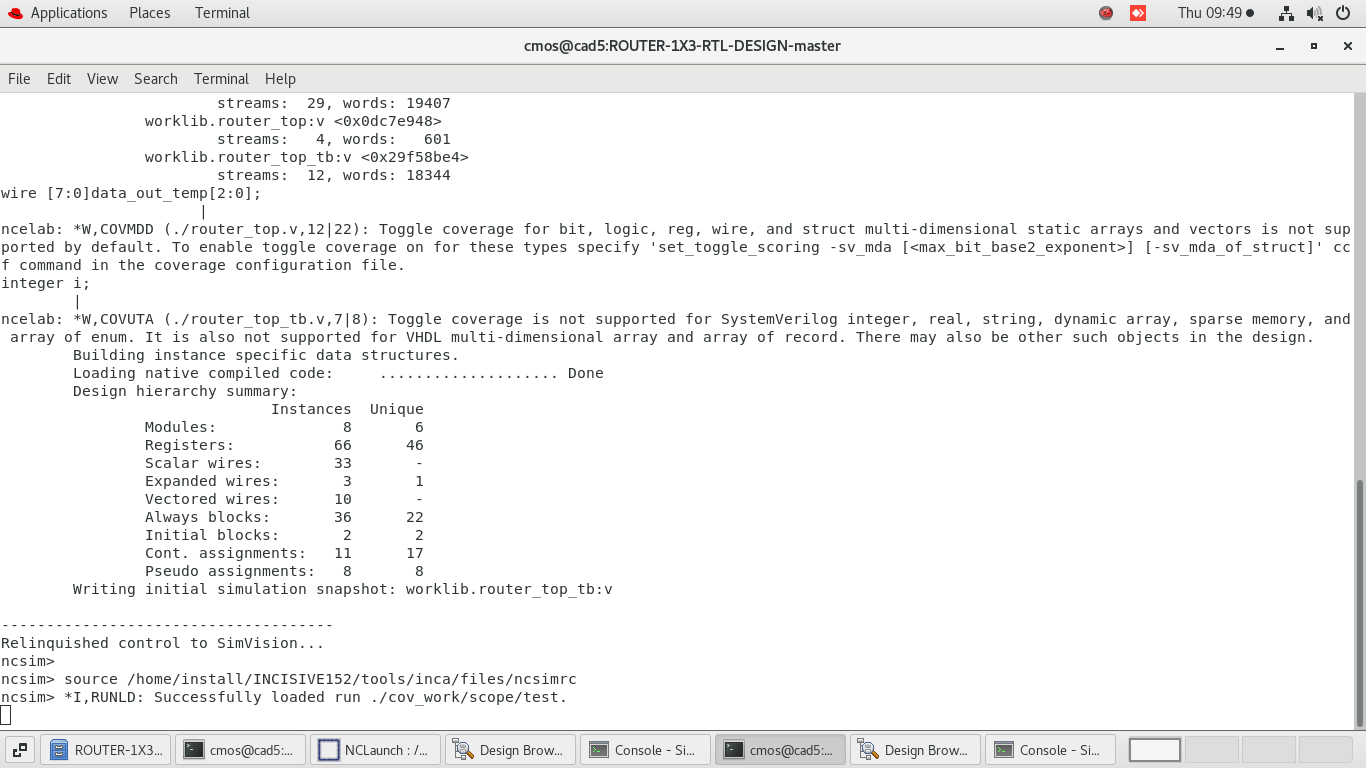 Applications Places Terminal Thu 09:49
cmos@cad5:ROUTER-1X3-RTL-DESIGN-master
File Edit View Search Terminal Help
streams: 29, words: 19407
worklib.router_top:v <0x0dc7e948>
streams: 4, words: 601
worklib.router_top_tb:v <0x29f58be4>
streams: 12, words: 18344
wire [7:0]data_out_temp[2:0];
|
ncelab: *W,COVMDD (./router_top.v,12|22): Toggle coverage for bit, logic, reg, wire, and struct multi-dimensional static arrays and vectors is not sup
ported by default. To enable toggle coverage on for these types specify 'set_toggle_scoring -sv_mda [<max_bit_base2_exponent>] [-sv_mda_of_struct]' cc
f command in the coverage configuration file.
integer i;
|
ncelab: *W,COVUTA (./router_top_tb.v,7|8): Toggle coverage is not supported for SystemVerilog integer, real, string, dynamic array, sparse memory, and
array of enum. It is also not supported for VHDL multi-dimensional array and array of record. There may also be other such objects in the design.
Building instance specific data structures.
Loading native compiled code: .................... Done
Design hierarchy summary:
Instances Unique
Modules: 8 6
Registers: 66 46
Scalar wires: 33 -
Expanded wires: 3 1
Vectored wires: 10 -
Always blocks: 36 22
Initial blocks: 2 2
Cont. assignments: 11 17
Pseudo assignments: 8 8
Writing initial simulation snapshot: worklib.router_top_tb:v
-------------------------------------
Relinquished control to SimVision...
ncsim>
ncsim> source /home/install/INCISIVE152/tools/inca/files/ncsimrc
ncsim> *I,RUNLD: Successfully loaded run ./cov_work/scope/test.
ROUTER-1X3... cmos@cad5:... NCLaunch : /... Design Brow... Console - Si... cmos@cad5:... Design Brow... Console - Si...